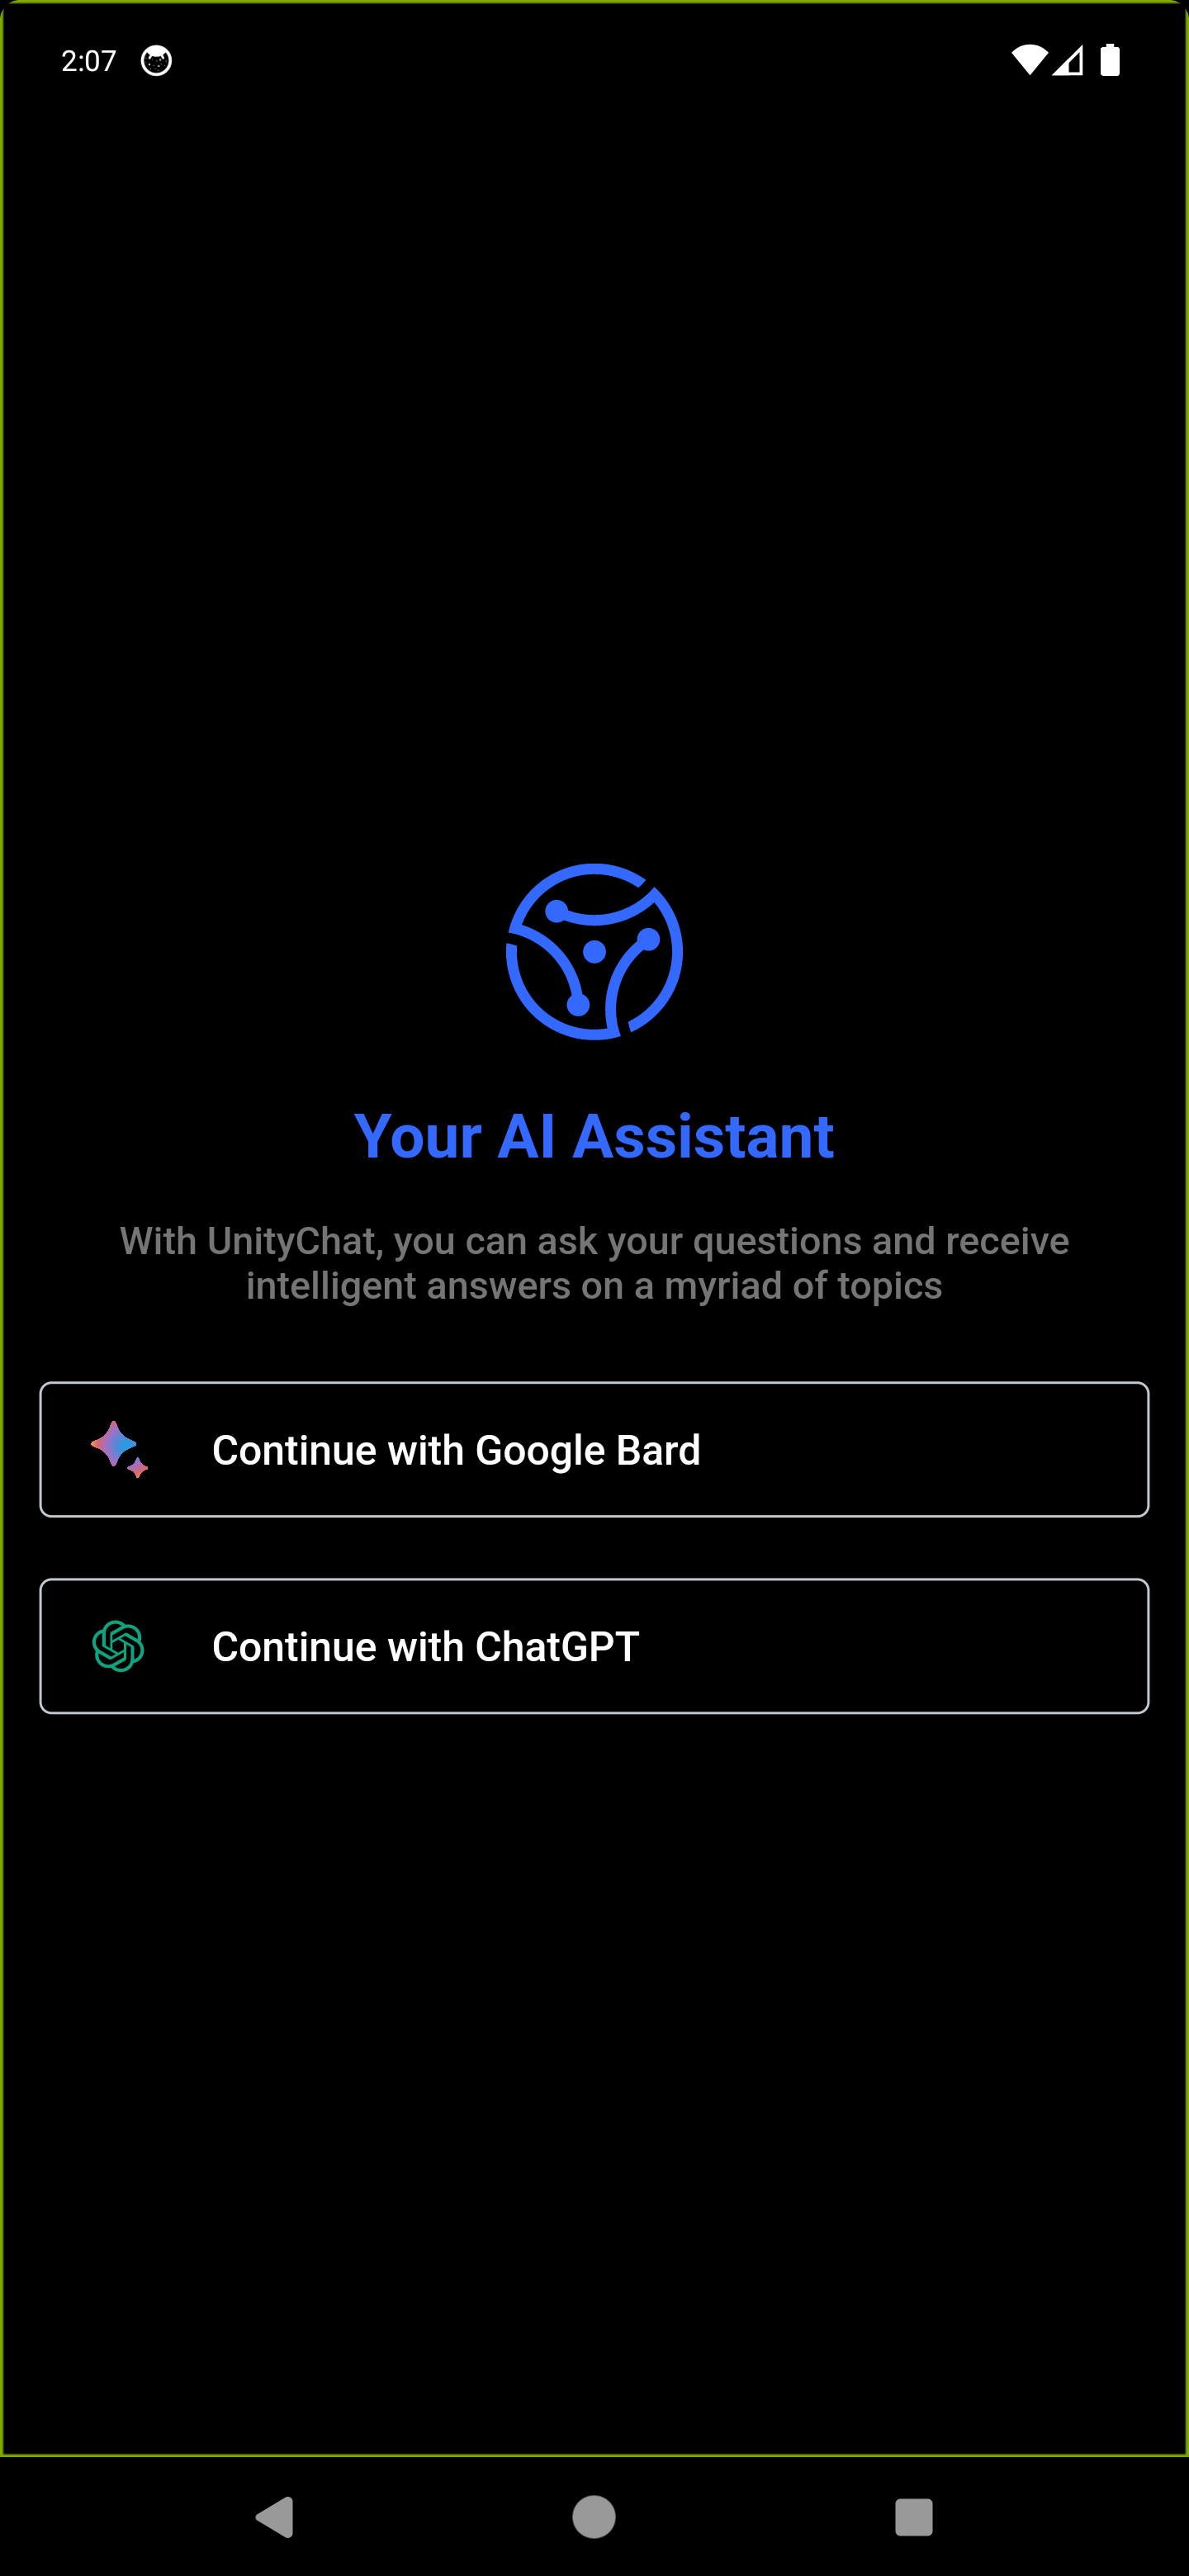 2:07
Your AI Assistant
With UnityChat, you can ask your questions and receive
intelligent answers on a myriad of topics
Continue with Google Bard
Continue with ChatGPT